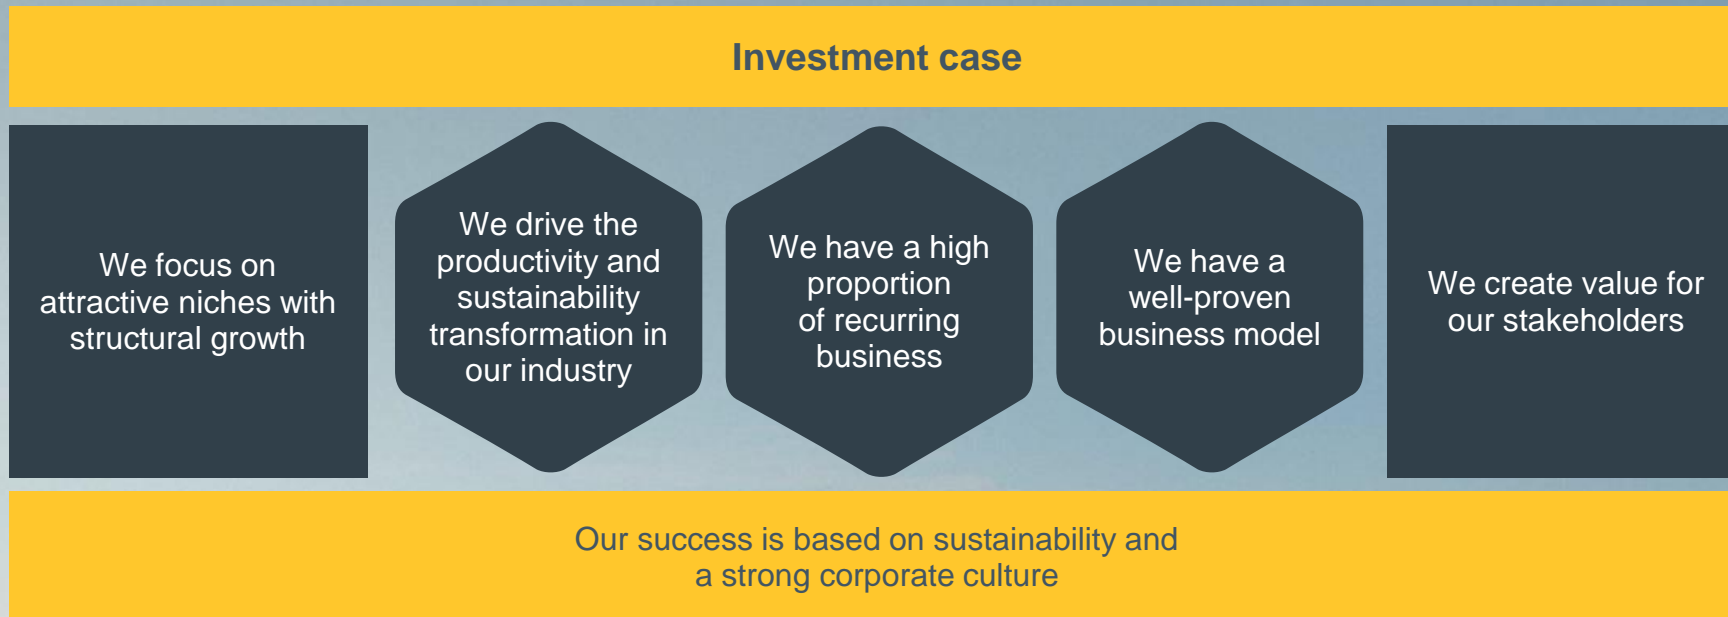 Investment case
We focus on
attractive niches with
structural growth
We drive the
productivity and
sustainability
transformation in
our industry
We have a high
proportion
of recurring
business
We have a
well-proven
business model
We create value for
our stakeholders
Our success is based on sustainability and
a strong corporate culture